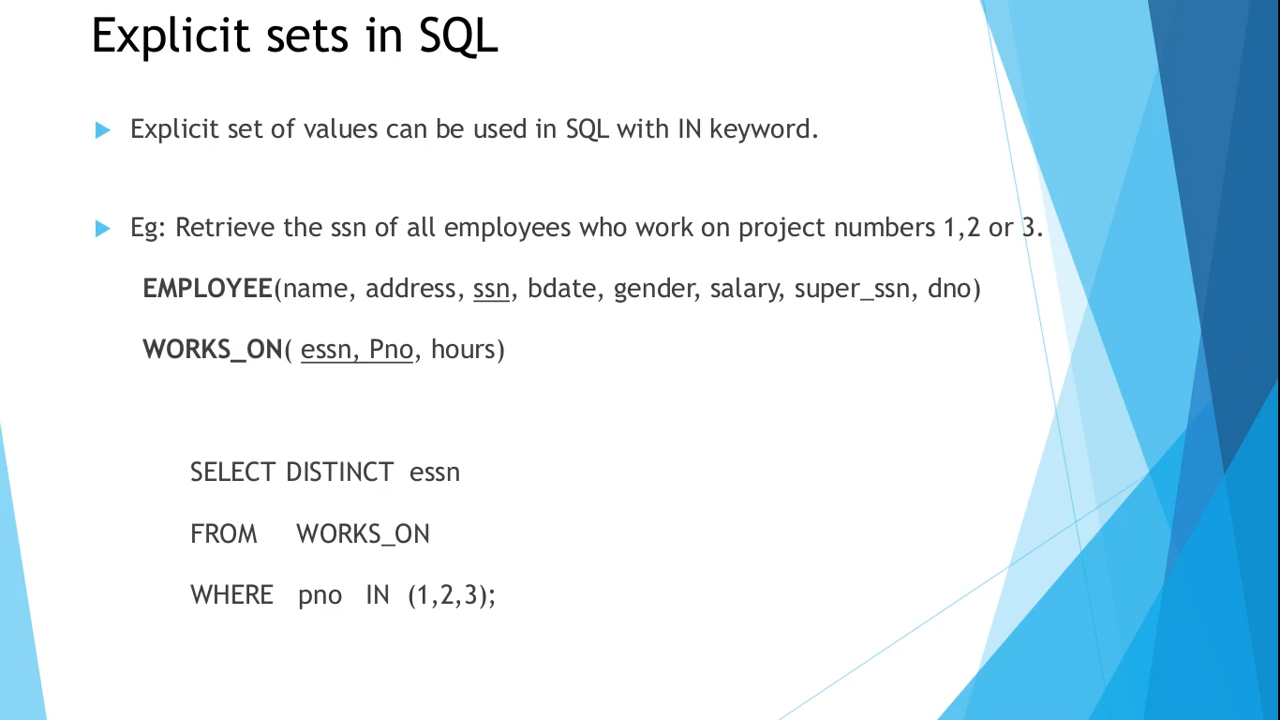 Explicit sets in SQL
Explicit set of values can be used in SQL with IN keyword.
Eg: Retrieve the ssn of all employees who work on project numbers 1,2 or 3.
EMPLOYEE(name, address, ssn, bdate, gender, salary, super_ssn, dno)
WORKS_ON( essn, Pno, hours)
SELECT DISTINCT essn
FROM WORKS_ON
WHERE pno IN (1,2,3);